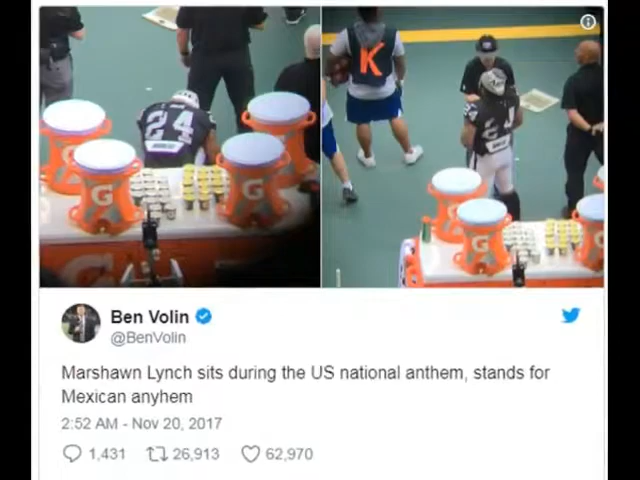 24
K
24
G
G
G
G
G
G
Ben Volin
@BenVolin
Marshawn Lynch sits during the US national anthem, stands for
Mexican anyhem
2:52 AM - Nov 20, 2017
1,431 26,913 62,970